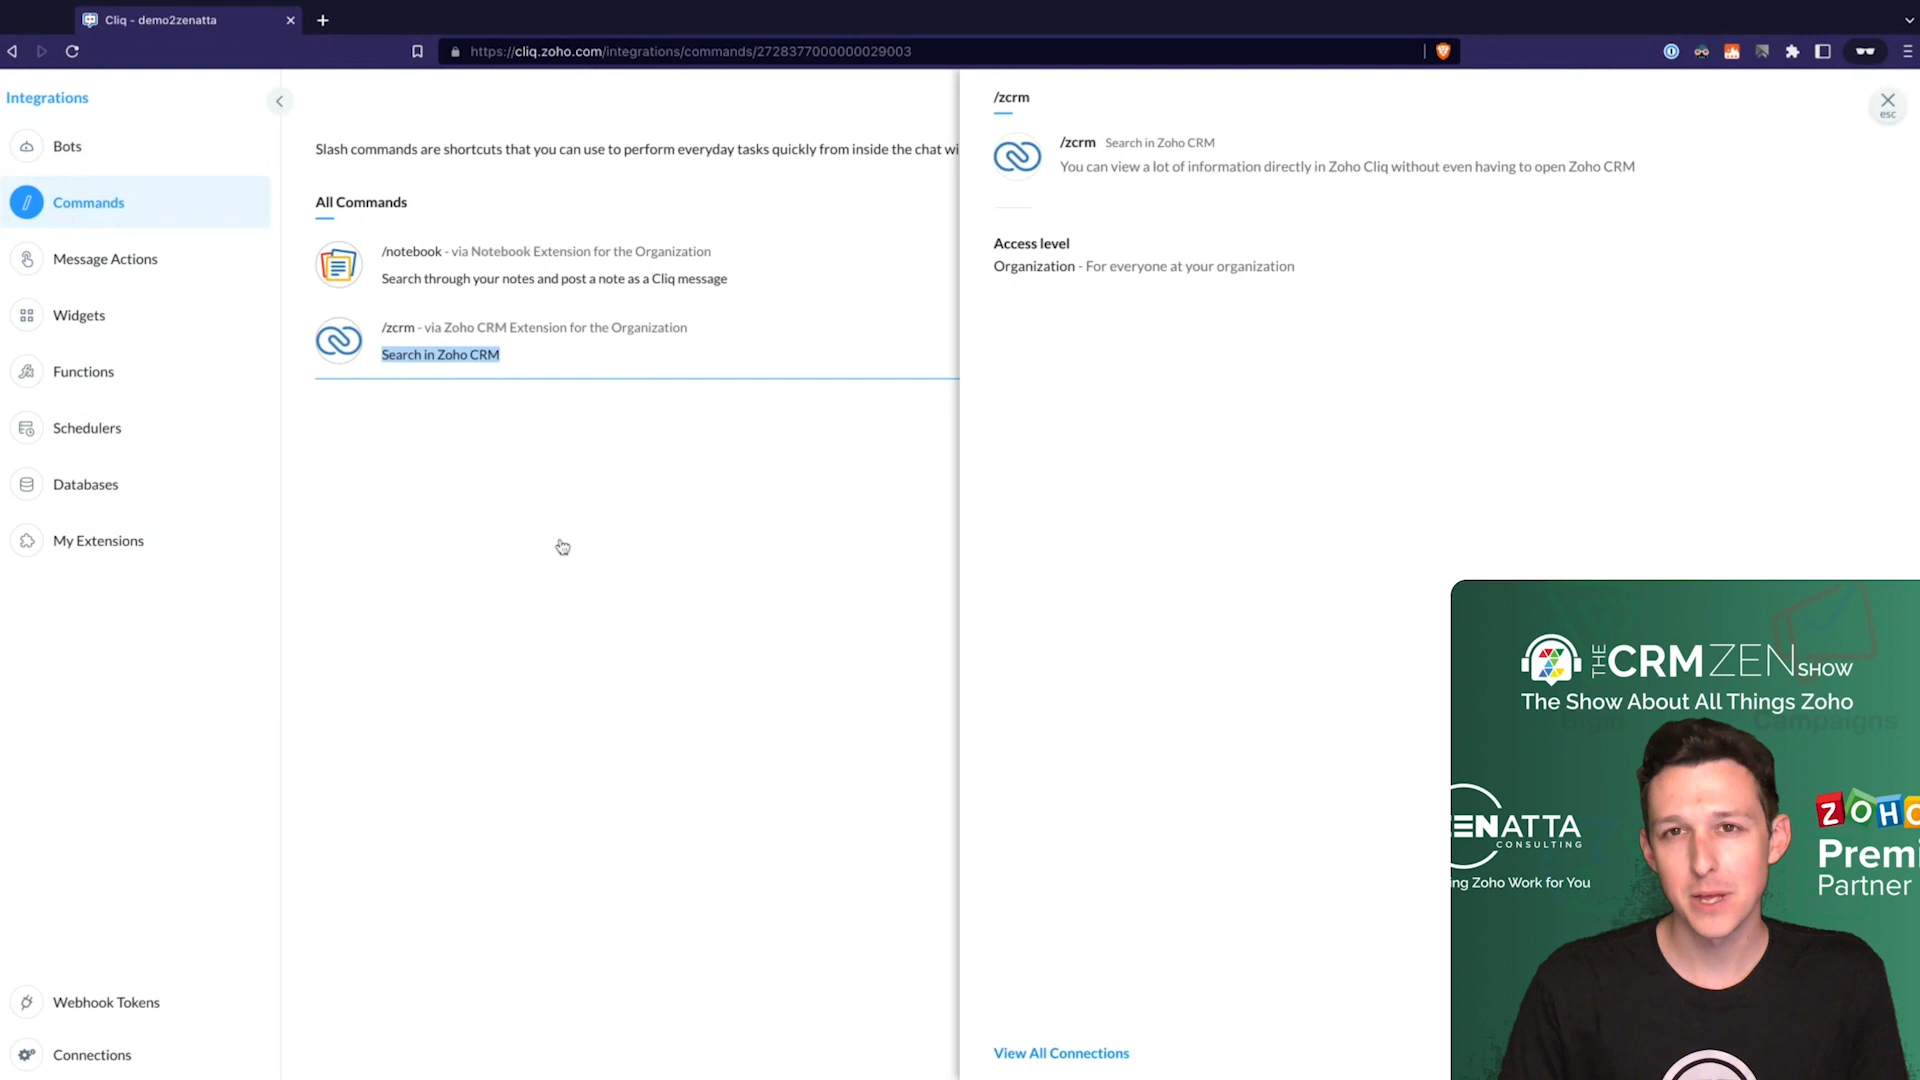 Cliq - demo2zenatta
https://cliq.zoho.com/integrations/commands/2728377000000029003
Integrations
Bots
Commands
Message Actions
Widgets
Functions
Schedulers
Databases
My Extensions
Webhook Tokens
Connections
Slash commands are shortcuts that you can use to perform everyday tasks quickly from inside the chat wi
All Commands
/notebook - via Notebook Extension for the Organization
Search through your notes and post a note as a Cliq message
/zcrm - via Zoho CRM Extension for the Organization
Search in Zoho CRM
/zcrm
esc
/zcrm Search in Zoho CRM
You can view a lot of information directly in Zoho Cliq without even having to open Zoho CRM
Access level
Organization - For everyone at your organization
View All Connections
THE CRM ZEN SHOW
The Show About All Things Zoho
Campaigns
ENATTA
CONSULTING
ing Zoho Work for You
ZOHO
Premi
Partner